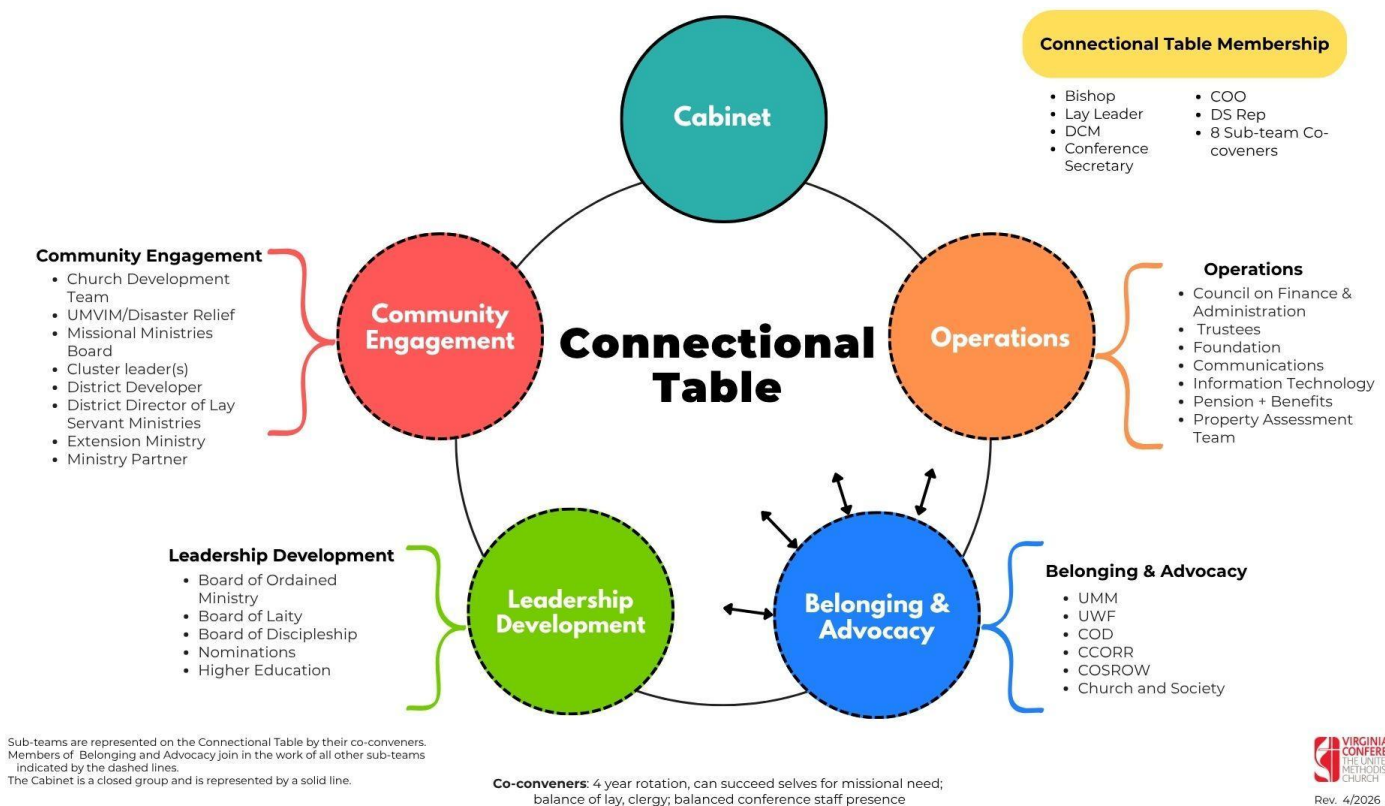 Cabinet
Connectional Table Membership
• Bishop
• Lay Leader
• DCM
• Conference
Secretary
• COO
• DS Rep
• 8 Sub-team Co-
coveners
Community Engagement
• Church Development
Team
• UMVIM/Disaster Relief
• Missional Ministries
Board
• Cluster leader(s)
• District Developer
• District Director of Lay
Servant Ministries
• Extension Ministry
• Ministry Partner
Community
Engagement
Connectional
Table
Operations
Operations
• Council on Finance &
Administration
• Trustees
• Foundation
• Communications
• Information Technology
• Pension + Benefits
• Property Assessment
Team
Leadership Development
• Board of Ordained
Ministry
• Board of Laity
• Board of Discipleship
• Nominations
• Higher Education
Leadership
Development
Belonging &
Advocacy
Belonging & Advocacy
• UMM
• UWF
• COD
• CCORR
• COSROW
• Church and Society
Sub-teams are represented on the Connectional Table by their co-conveners.
Members of Belonging and Advocacy join in the work of all other sub-teams
indicated by the dashed lines.
The Cabinet is a closed group and is represented by a solid line.
Co-conveners: 4 year rotation, can succeed selves for missional need;
balance of lay, clergy; balanced conference staff presence
VIRGINIA
CONFERE
THE UNITE
METHODIS
CHURCH
Rev. 4/2026